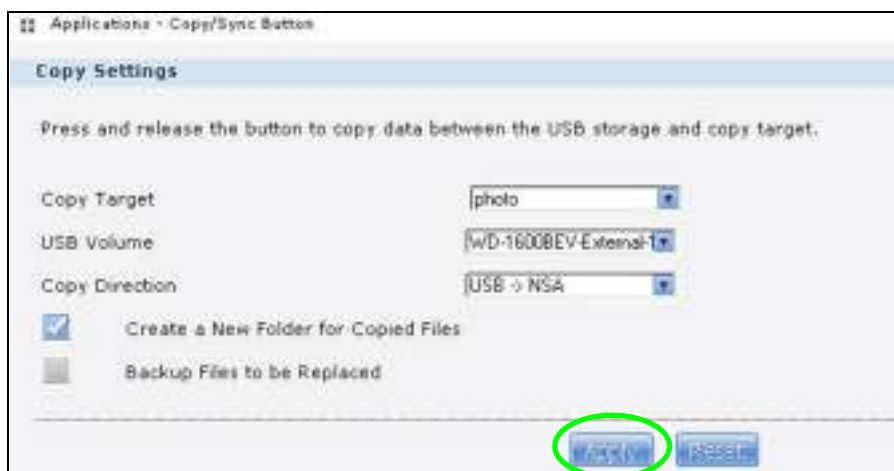 Applications - Copy/Sync Button
Copy Settings
Press and release the button to copy data between the USB storage and copy target.
Copy Target photo
USB Volume WD-1600BEV-External-1
Copy Direction USB -> NSA
Create a New Folder for Copied Files
Backup Files to be Replaced
Apply Reset